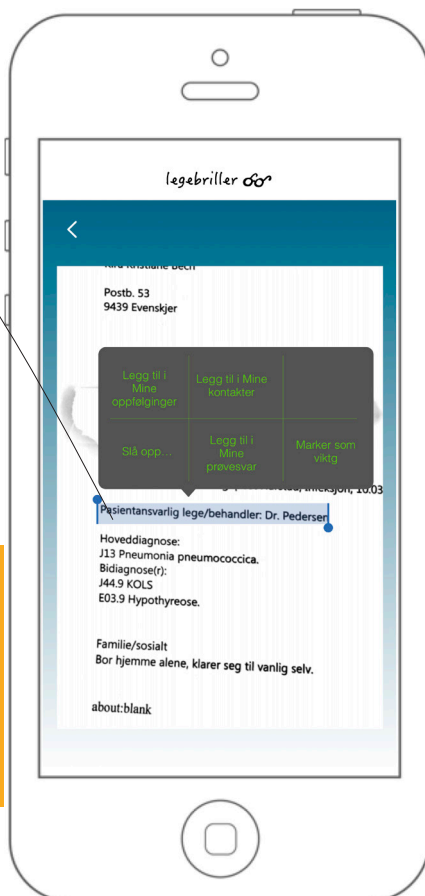 legebriller
Postb. 53
9439 Evenskjer
Legg til i
Mine
oppfølginger
Legg til i Mine
kontakter
Slå opp...
Legg til i
Mine
prøvesvar
Marker som
viktg
Pasientansvarlig lege/behandler: Dr. Pedersen
Hoveddiagnose:
J13 Pneumonia pneumococcica.
Bidiagnose(r):
J44.9 KOLS
E03.9 Hypothyreose.
Familie/sosialt
Bor hjemme alene, klarer seg til vanlig selv.
about:blank